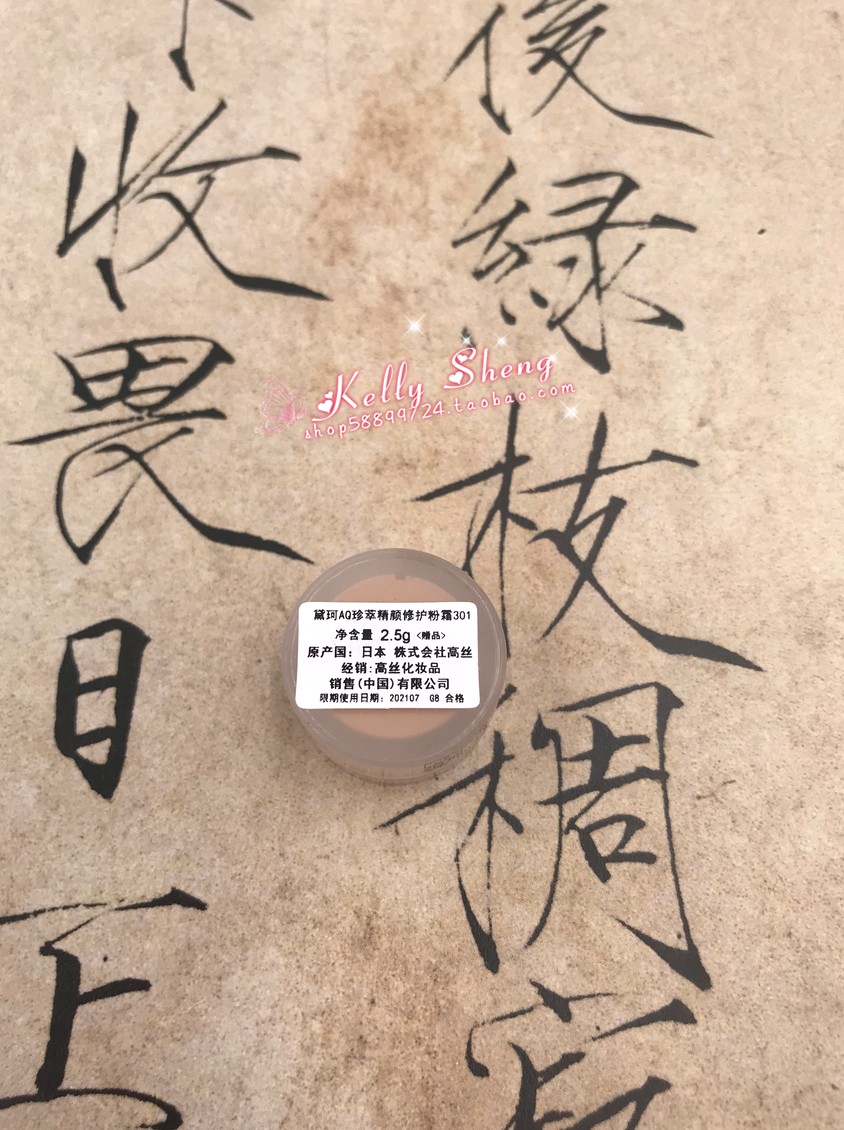 後
緑
枝
稠
收
畏
日
上
Kelly Sheng
shop58899724.taobao.com
黛珂AQ珍萃精颜修护粉霜301
净含量 2.5g <赠品>
原产国：日本 株式会社高丝
经销:高丝化妆品
销售(中国)有限公司
限期使用日期：202107 G8 合格